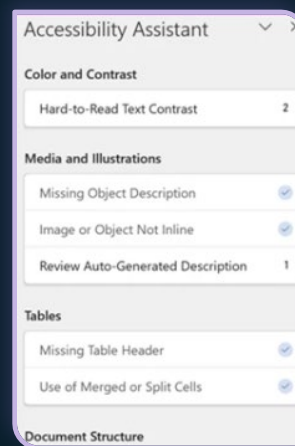 Accessibility Assistant
Color and Contrast
Hard-to-Read Text Contrast 2
Media and Illustrations
Missing Object Description
Image or Object Not Inline
Review Auto-Generated Description 1
Tables
Missing Table Header
Use of Merged or Split Cells
Document Structure